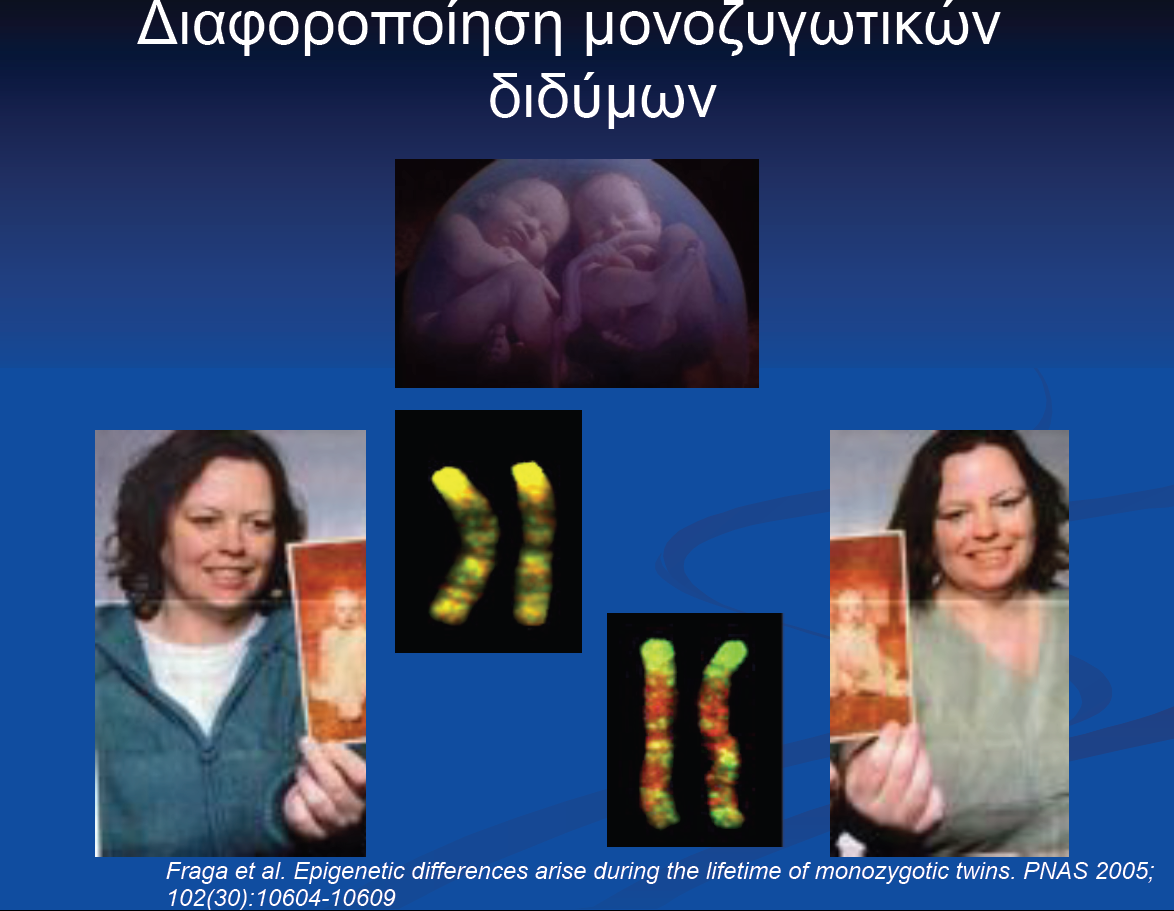 Διαφοροποίηση μονοζυγωτικών
διδύμων
Fraga et al. Epigenetic differences arise during the lifetime of monozygotic twins. PNAS 2005;
102(30):10604-10609